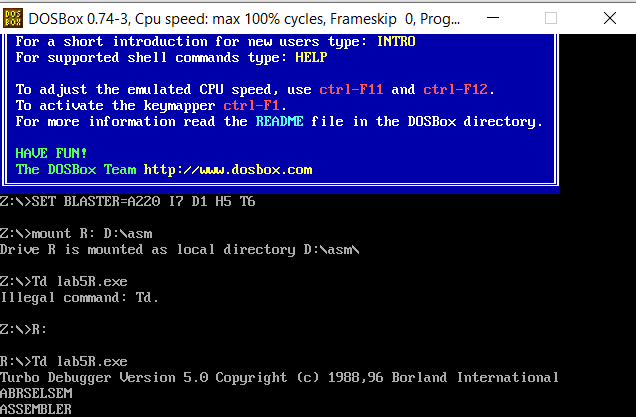 DOSBox 0.74-3, Cpu speed: max 100% cycles, Frameskip 0, Prog...
For a short introduction for new users type: INTRO
For supported shell commands type: HELP
To adjust the emulated CPU speed, use ctrl-F11 and ctrl-F12.
To activate the keymapper ctrl-F1.
For more information read the README file in the DOSBox directory.
HAVE FUN!
The DOSBox Team http://www.dosbox.com
Z:\>SET BLASTER=A220 I7 D1 H5 T6
Z:\>mount R: D:\asm
Drive R is mounted as local directory D:\asm\
Z:\>Td lab5R.exe
Illegal command: Td.
Z:\>R:
R:\>Td lab5R.exe
Turbo Debugger Version 5.0 Copyright (c) 1988,96 Borland International
ABRSELSEM
ASSEMBLER